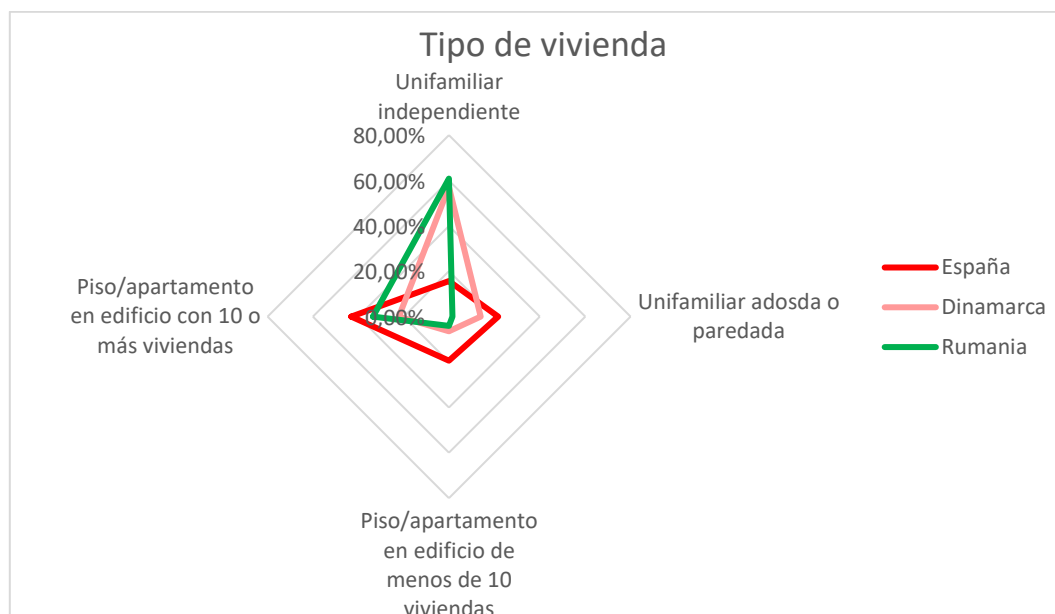 Tipo de vivienda
Unifamiliar
independiente
80,00%
60,00%
40,00%
20,00%
0,00%
Piso/apartamento
en edificio con 10 o
más viviendas
Unifamiliar adosda o
paredada
Piso/apartamento
en edificio de
menos de 10
viviendas
España
Dinamarca
Rumania